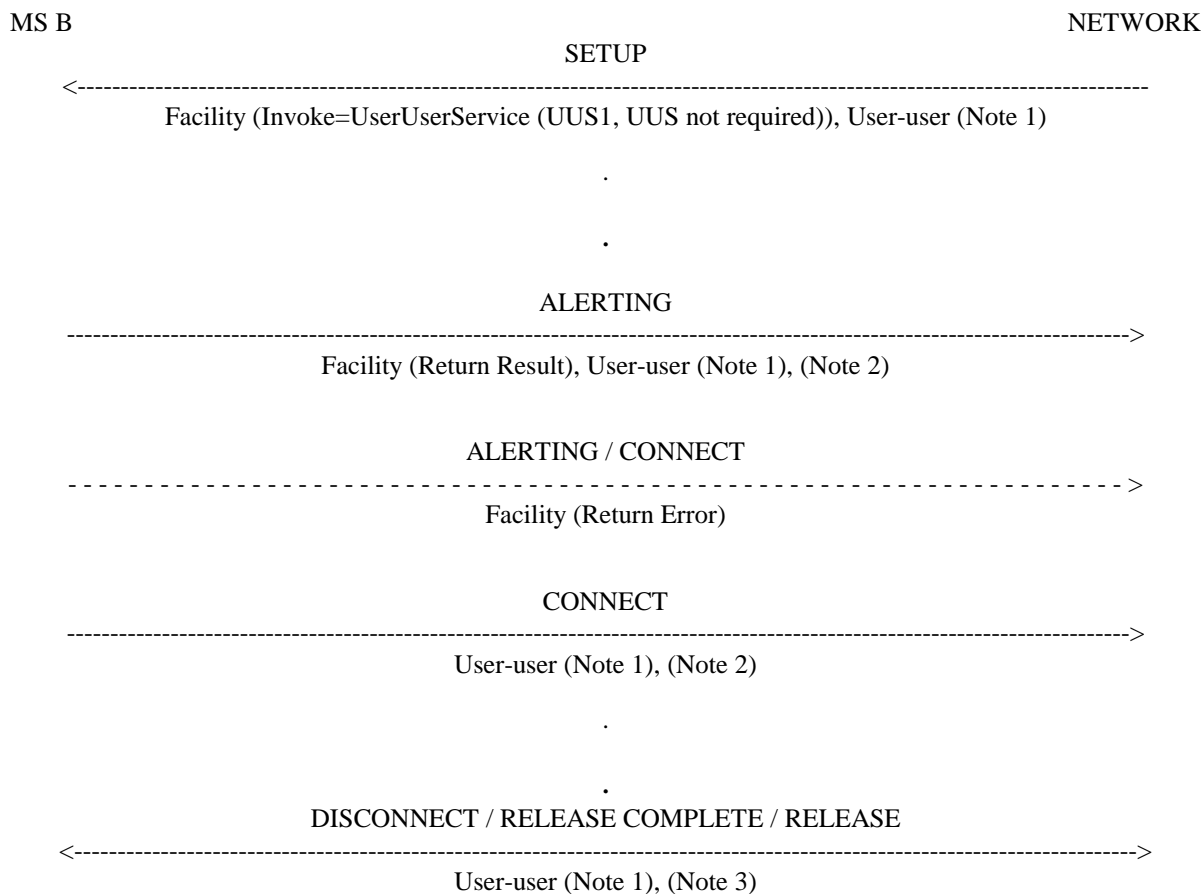 MS B NETWORK
SETUP
<------------------------------------------------------------------------------------------------------------------------------
Facility (Invoke=UserUserService (UUS1, UUS not required)), User-user (Note 1)
.
.
ALERTING
----------------------------------------------------------------------------------------------------------------------------->
Facility (Return Result), User-user (Note 1), (Note 2)
ALERTING / CONNECT
- - - - - - - - - - - - - - - - - - - - - - - - - - - - - - - - - - - - - - - - - - - - - - - - - - - - - - - - - - - - - - - - - - - - - - >
Facility (Return Error)
CONNECT
----------------------------------------------------------------------------------------------------------------------------->
User-user (Note 1), (Note 2)
.
.
DISCONNECT / RELEASE COMPLETE / RELEASE
<---------------------------------------------------------------------------------------------------------------------------->
User-user (Note 1), (Note 3)